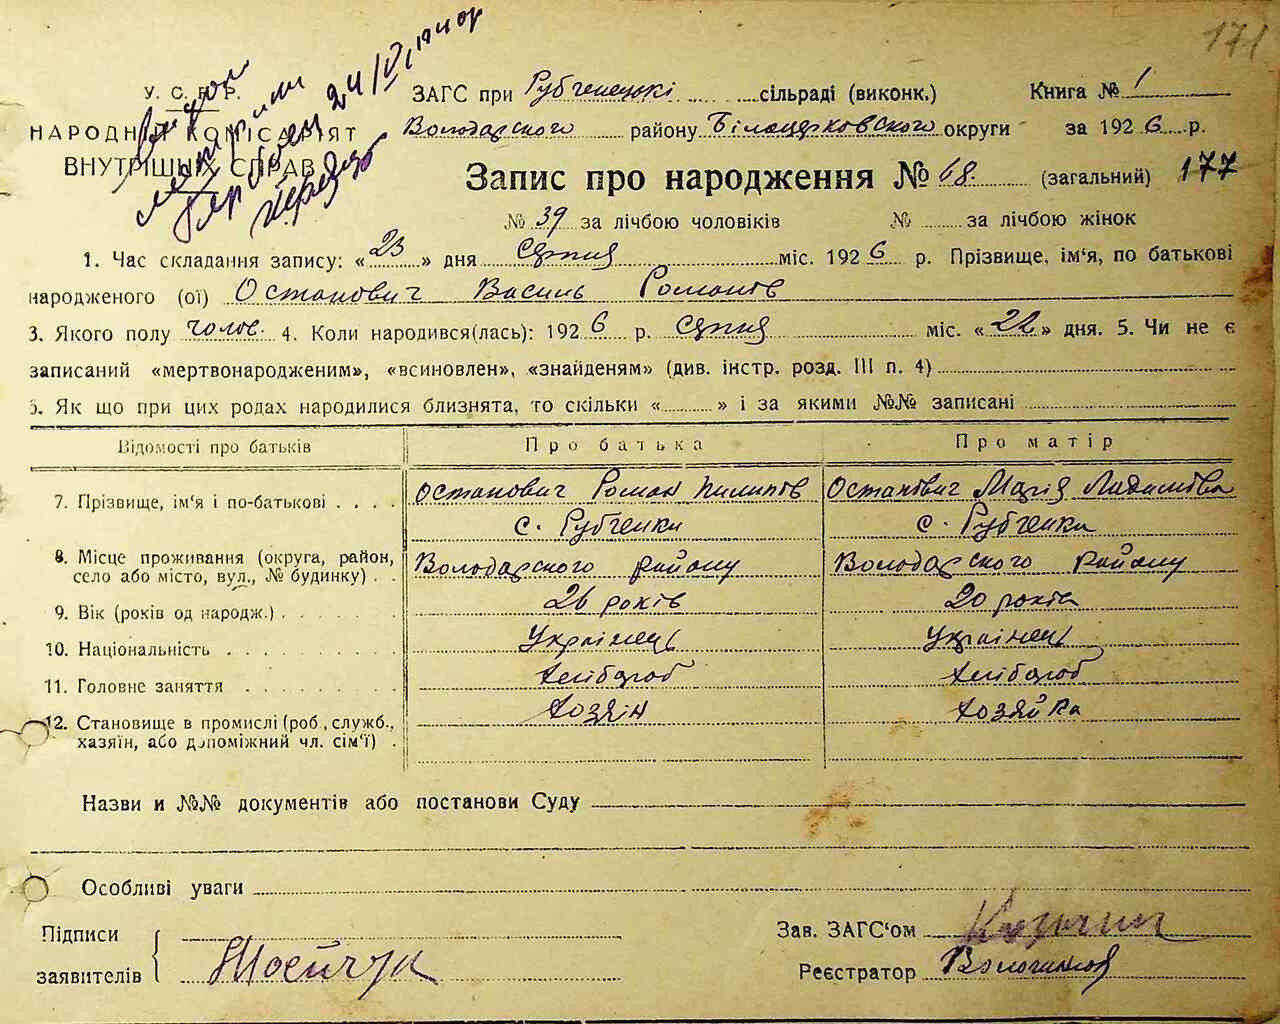 171
У. С. Р. Р.
НАРОДНІЙ КОМІСАРІЯТ
ВНУТРІШНІХ СПРАВ
24/VI 1940р
ЗАГС при Рубченецькі сільраді (виконк.) Книга № 1
Володарского району Білоцерковского округи за 1926 р.
Запис про народження № 68 (загальний) 177
№ 39 за лічбою чоловіків № за лічбою жінок
1. Час складання запису: « 23 » дня серпня міс. 1926 р. Прізвище, ім'я, по батькові
народженого (ої) Останович Василь Романів
3. Якого полу чолов. 4. Коли народився(лась): 1926 р. серпня міс. « 22 » дня. 5. Чи не є
записаний «мертвонародженим», «всиновлен», «знайденям» (див. інстр. розд. III п. 4)
6. Як що при цих родах народилися близнята, то скільки « » і за якими №№ записані
Відомості про батьків Про батька Про матір
7. Прізвище, ім'я і по-батькові . . . . Останович Роман Пилипів Останович Марія
с. Рубченки с. Рубченки
8. Місце проживання (округа, район, село або місто, вул., № будинку) . . Володарского району Володарского району
9. Вік (років од народж.) . . . . . . . 26 років 20 років
10. Національність . . . . . . . . Українець Українець
11. Головне заняття . . . . . . . хлібороб хлібороб
12. Становище в промислі (роб., служб., хазяїн, або допоміжний чл. сім'ї) . хозяін хозяйка
Назви и №№ документів або постанови Суду
Особливі уваги
Підписи
заявителів
Зав. ЗАГС'ом
Реєстратор